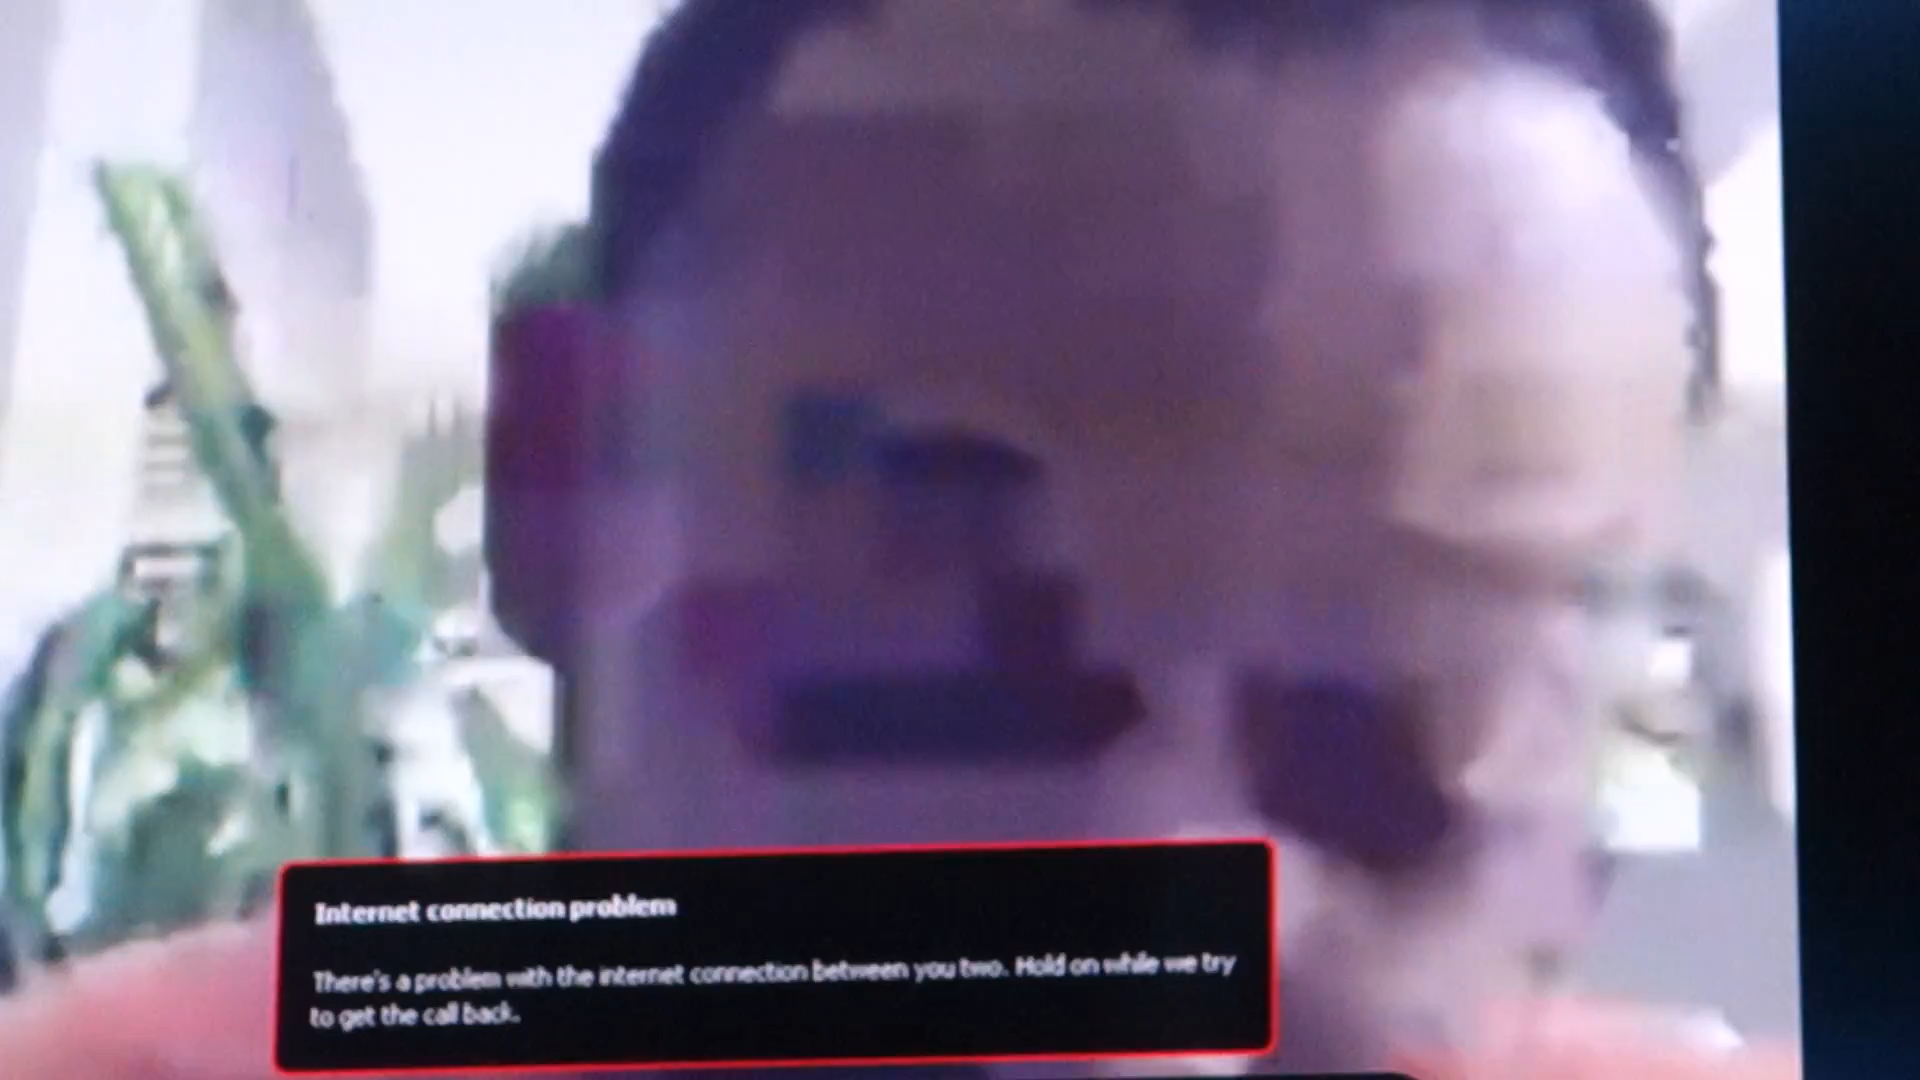 Internet connection problem
There's a problem with the internet connection between you two. Hold on while we try
to get the call back.